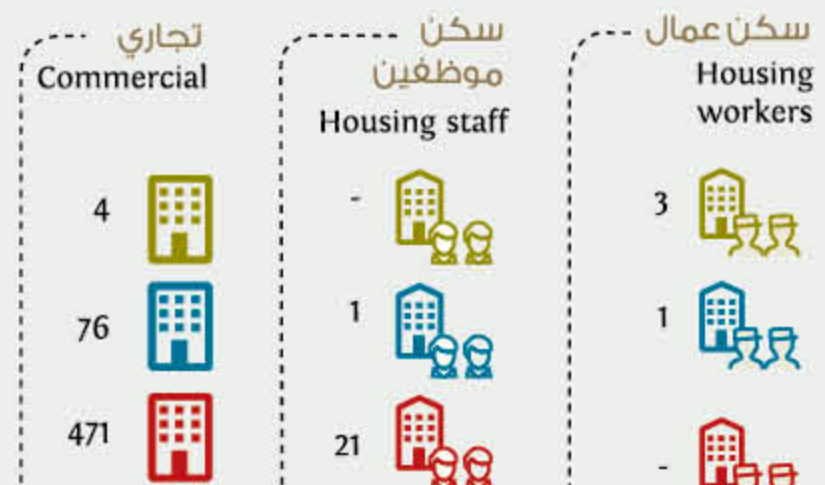 تجاري
Commercial
4
76
471
سكن
موظفين
Housing staff
-
1
21
سكن عمال
Housing
workers
3
1
-